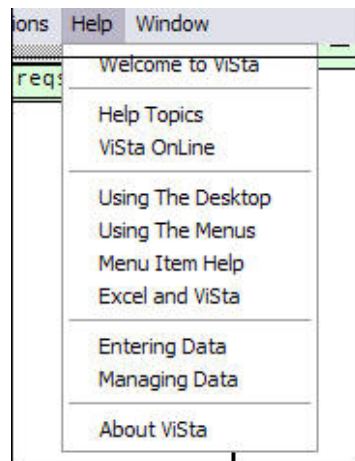 ions Help Window
Welcome to ViSta
reqs
Help Topics
ViSta OnLine
Using The Desktop
Using The Menus
Menu Item Help
Excel and ViSta
Entering Data
Managing Data
About ViSta